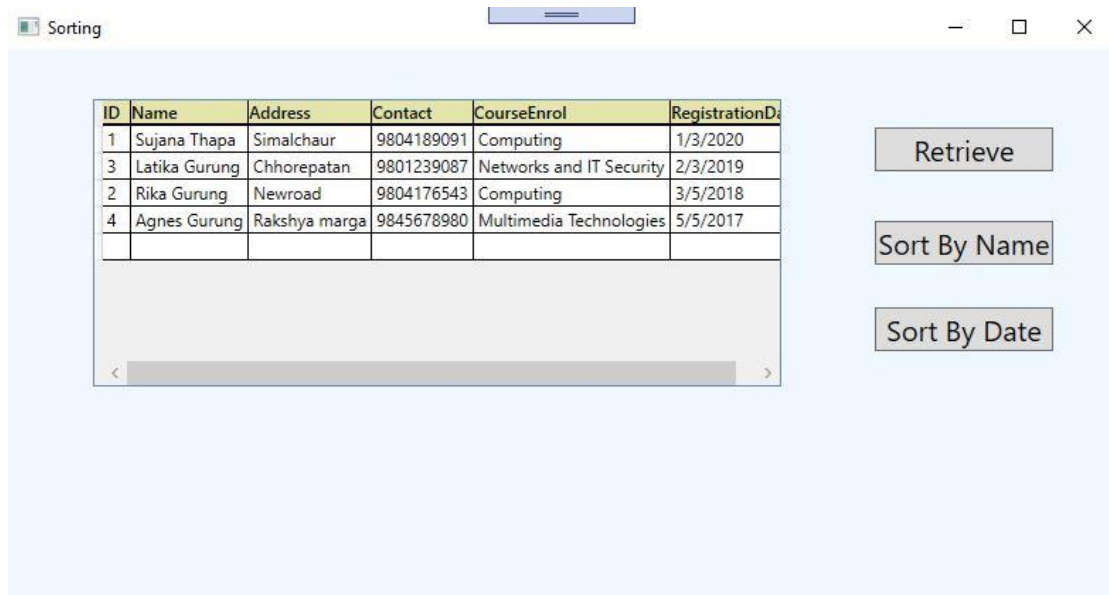 Sorting
ID Name Address Contact CourseEnrol RegistrationDa
1 Sujana Thapa Simalchaur 9804189091 Computing 1/3/2020
3 Latika Gurung Chhorepatan 9801239087 Networks and IT Security 2/3/2019
2 Rika Gurung Newroad 9804176543 Computing 3/5/2018
4 Agnes Gurung Rakshya marga 9845678980 Multimedia Technologies 5/5/2017
Retrieve
Sort By Name
Sort By Date